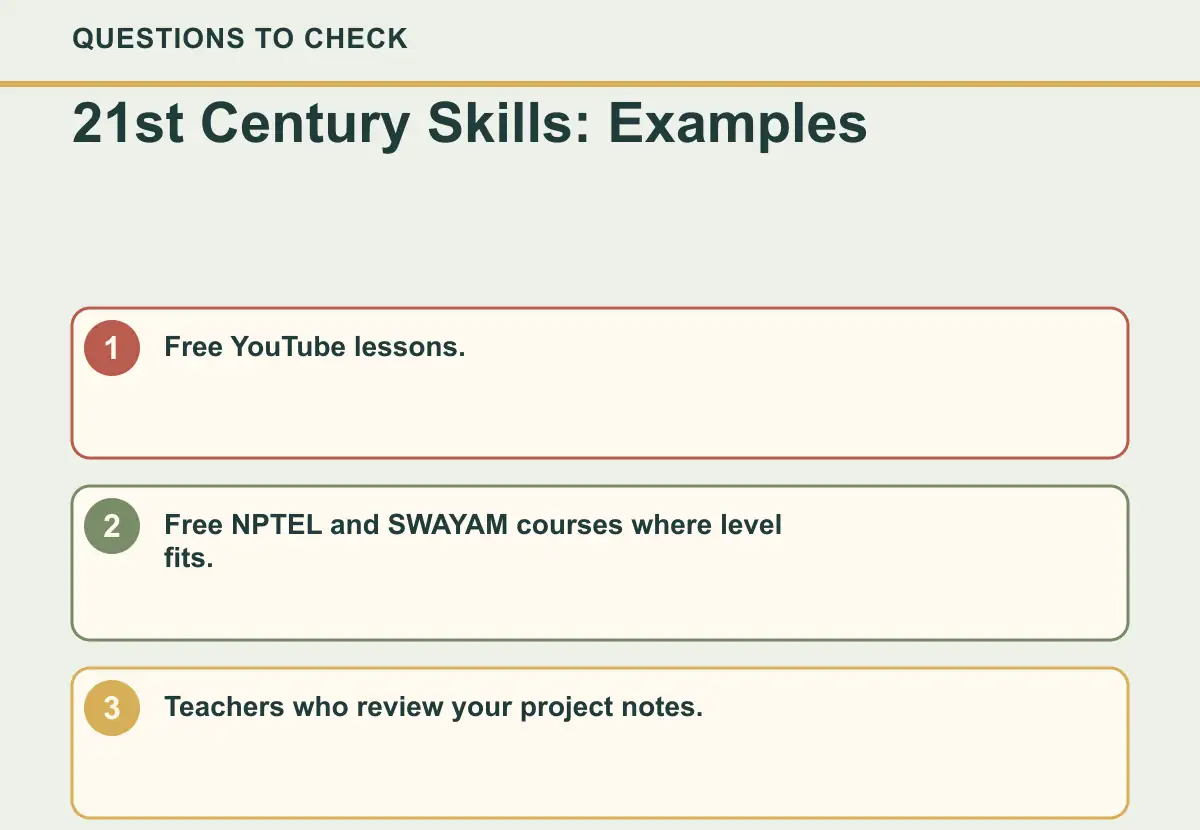 QUESTIONS TO CHECK
21st Century Skills: Examples
1
Free YouTube lessons.
2
Free NPTEL and SWAYAM courses where level
fits.
3
Teachers who review your project notes.